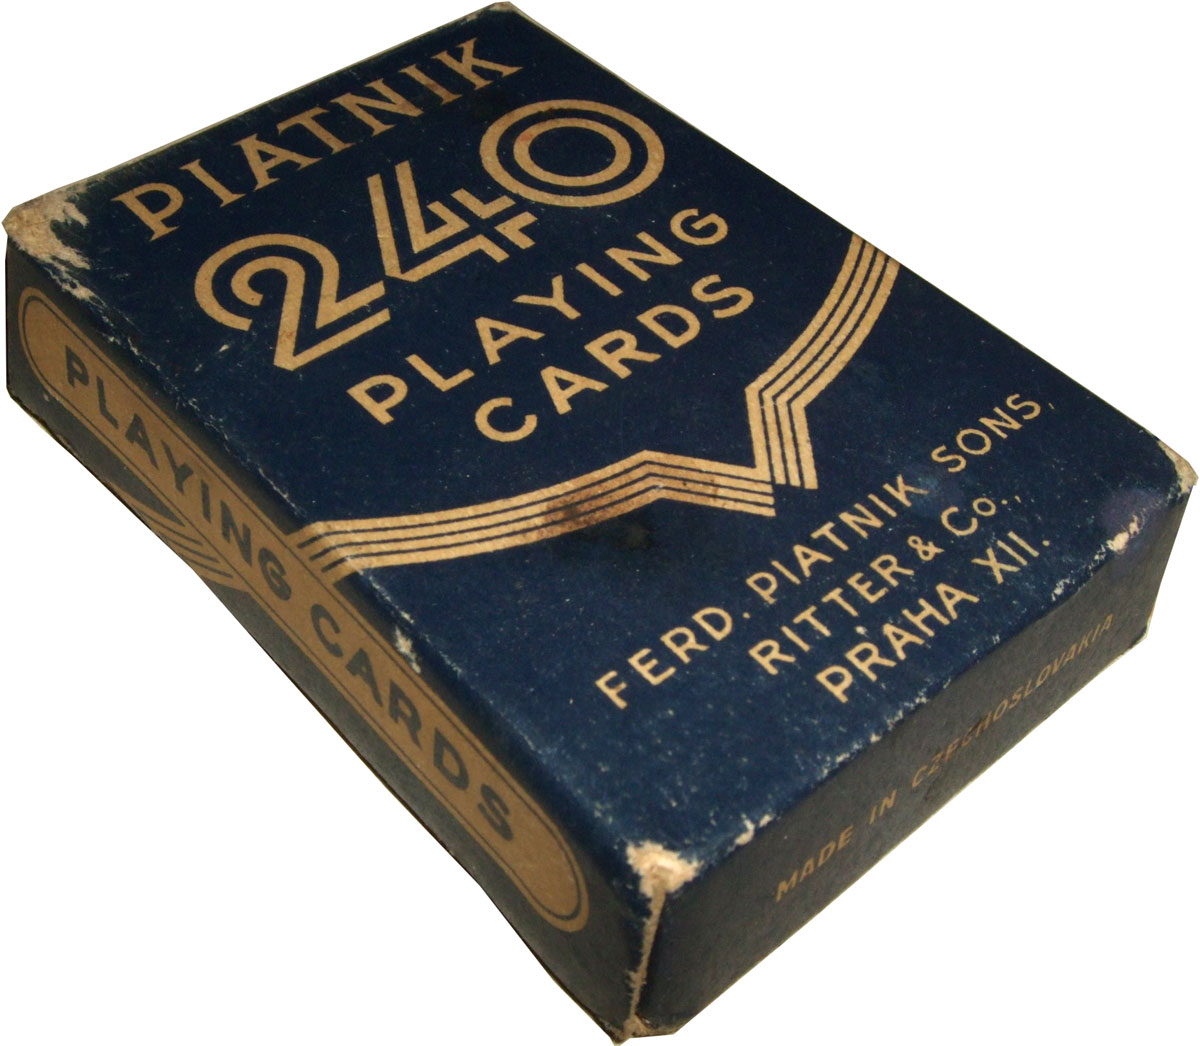 PIATNIK
240
PLAYING
CARDS
FERD. PIATNIK SONS,
RITTER & Co.,
PRAHA XII.
PLAYING CARDS
MADE IN CZECHOSLOVAKIA